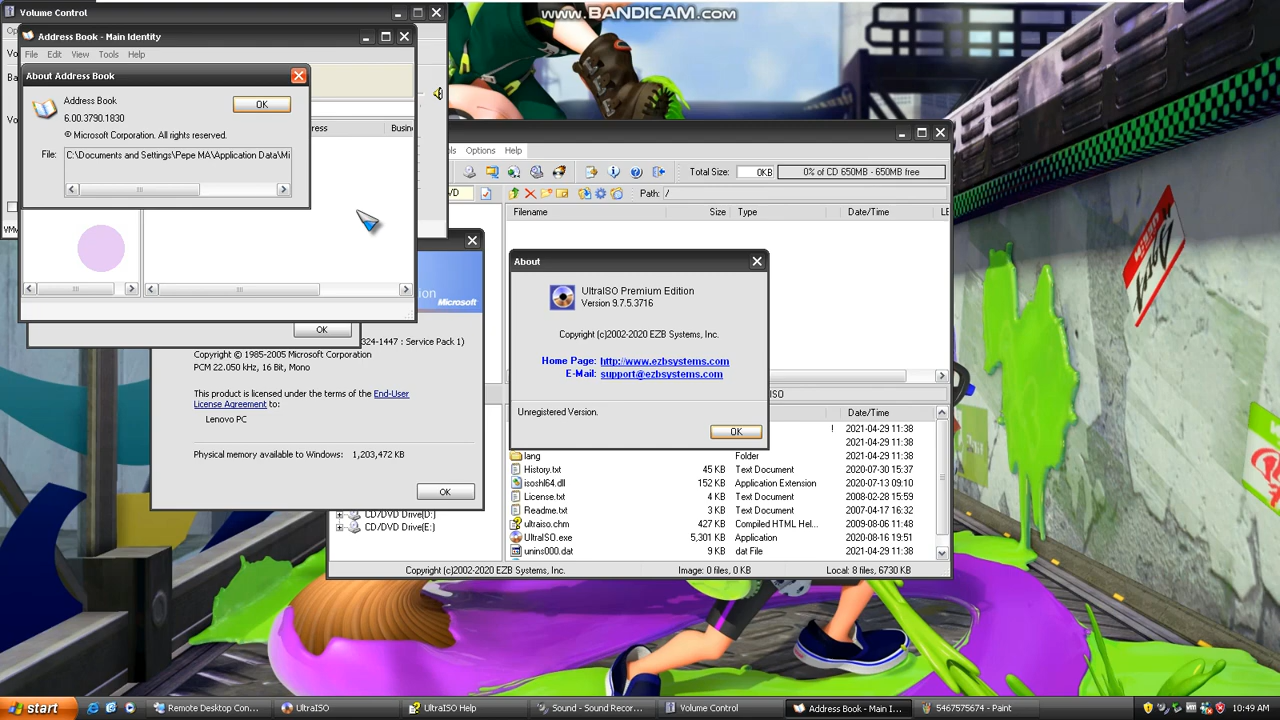 www.BANDICAM.com
Volume Control
Address Book - Main Identity
File Edit View Tools Help
About Address Book
Address Book
6.00.3790.1830
© Microsoft Corporation. All rights reserved.
File: C:\Documents and Settings\Pepe MA\Application Data\Mi
OK
ress Busin
OK
Microsoft
324-1447 : Service Pack 1)
Copyright © 1985-2005 Microsoft Corporation
PCM 22.050 kHz, 16 Bit, Mono
This product is licensed under the terms of the End-User
License Agreement to:
Lenovo PC
Physical memory available to Windows: 1,203,472 KB
OK
ols Options Help
Total Size: 0KB 0% of CD 650MB - 650MB free
Path: /
Filename Size Type Date/Time LE
About
UltraISO Premium Edition
Version 9.7.5.3716
Copyright (c)2002-2020 EZB Systems, Inc.
Home Page: http://www.ezbsystems.com
E-Mail: support@ezbsystems.com
Unregistered Version.
OK
ISO
Date/Time
! 2021-04-29 11:38
2021-04-29 11:38
lang Folder 2021-04-29 11:38
History.txt 45 KB Text Document 2020-07-30 15:37
isoshl64.dll 152 KB Application Extension 2020-07-13 09:10
License.txt 4 KB Text Document 2008-02-28 15:59
Readme.txt 3 KB Text Document 2007-04-17 16:32
ultraiso.chm 427 KB Compiled HTML Hel... 2009-08-06 11:48
UltraISO.exe 5,301 KB Application 2020-08-16 19:51
unins000.dat 9 KB dat File 2021-04-29 11:38
CD/DVD Drive(D:)
CD/DVD Drive(E:)
Copyright (c)2002-2020 EZB Systems, Inc. Image: 0 files, 0 KB Local: 8 files, 6730 KB
start Remote Desktop Con... UltraISO UltraISO Help Sound - Sound Recor... Volume Control Address Book - Main I... 5467575674 - Paint 10:49 AM